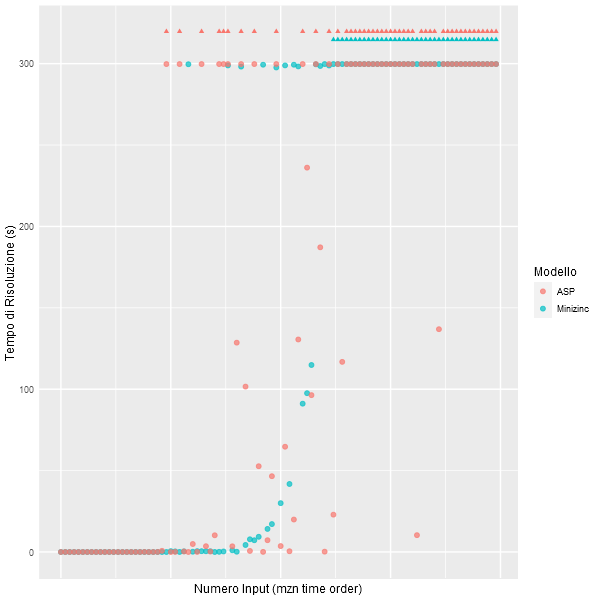 Tempo di Risoluzione (s)
300
200
100
0
Numero Input (mzn time order)
Modello
ASP
Minizinc